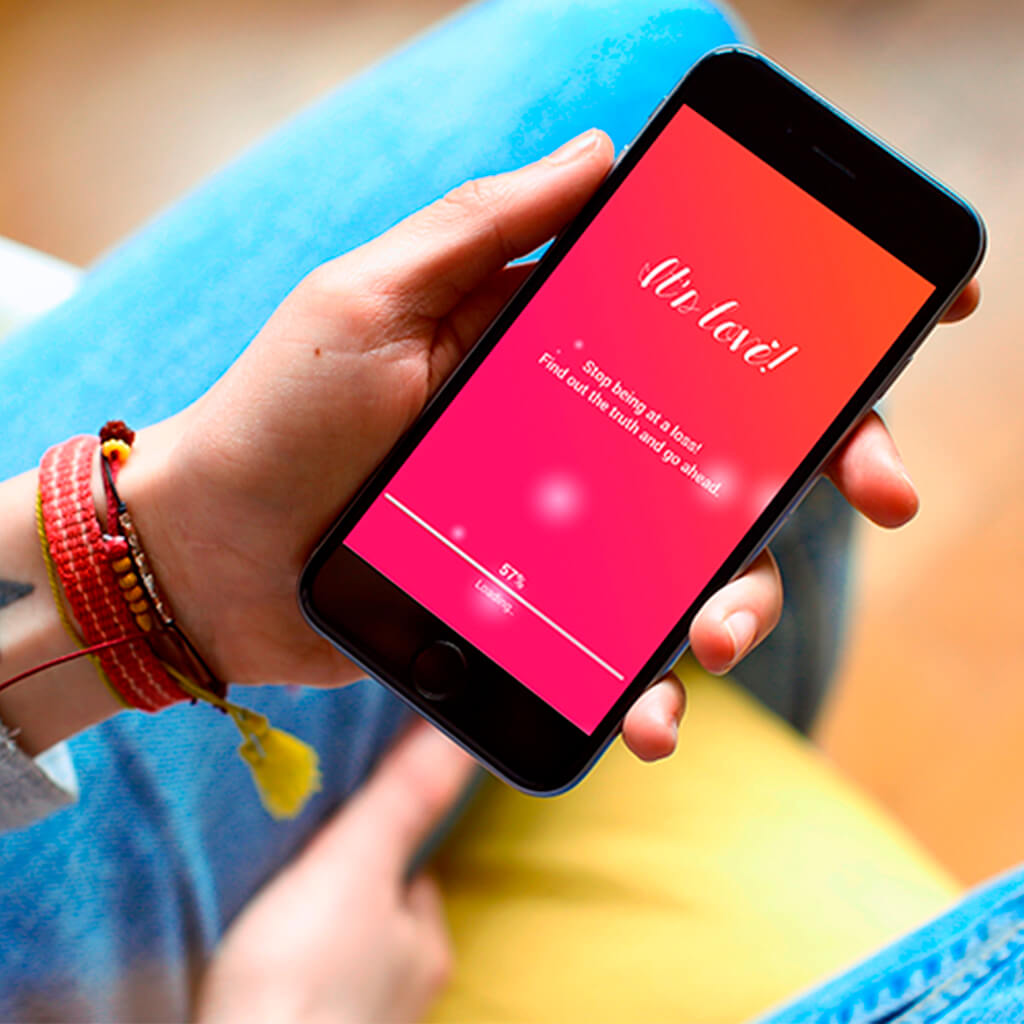 It's love!
Stop being at a loss!
Find out the truth and go ahead.
57%
Loading..